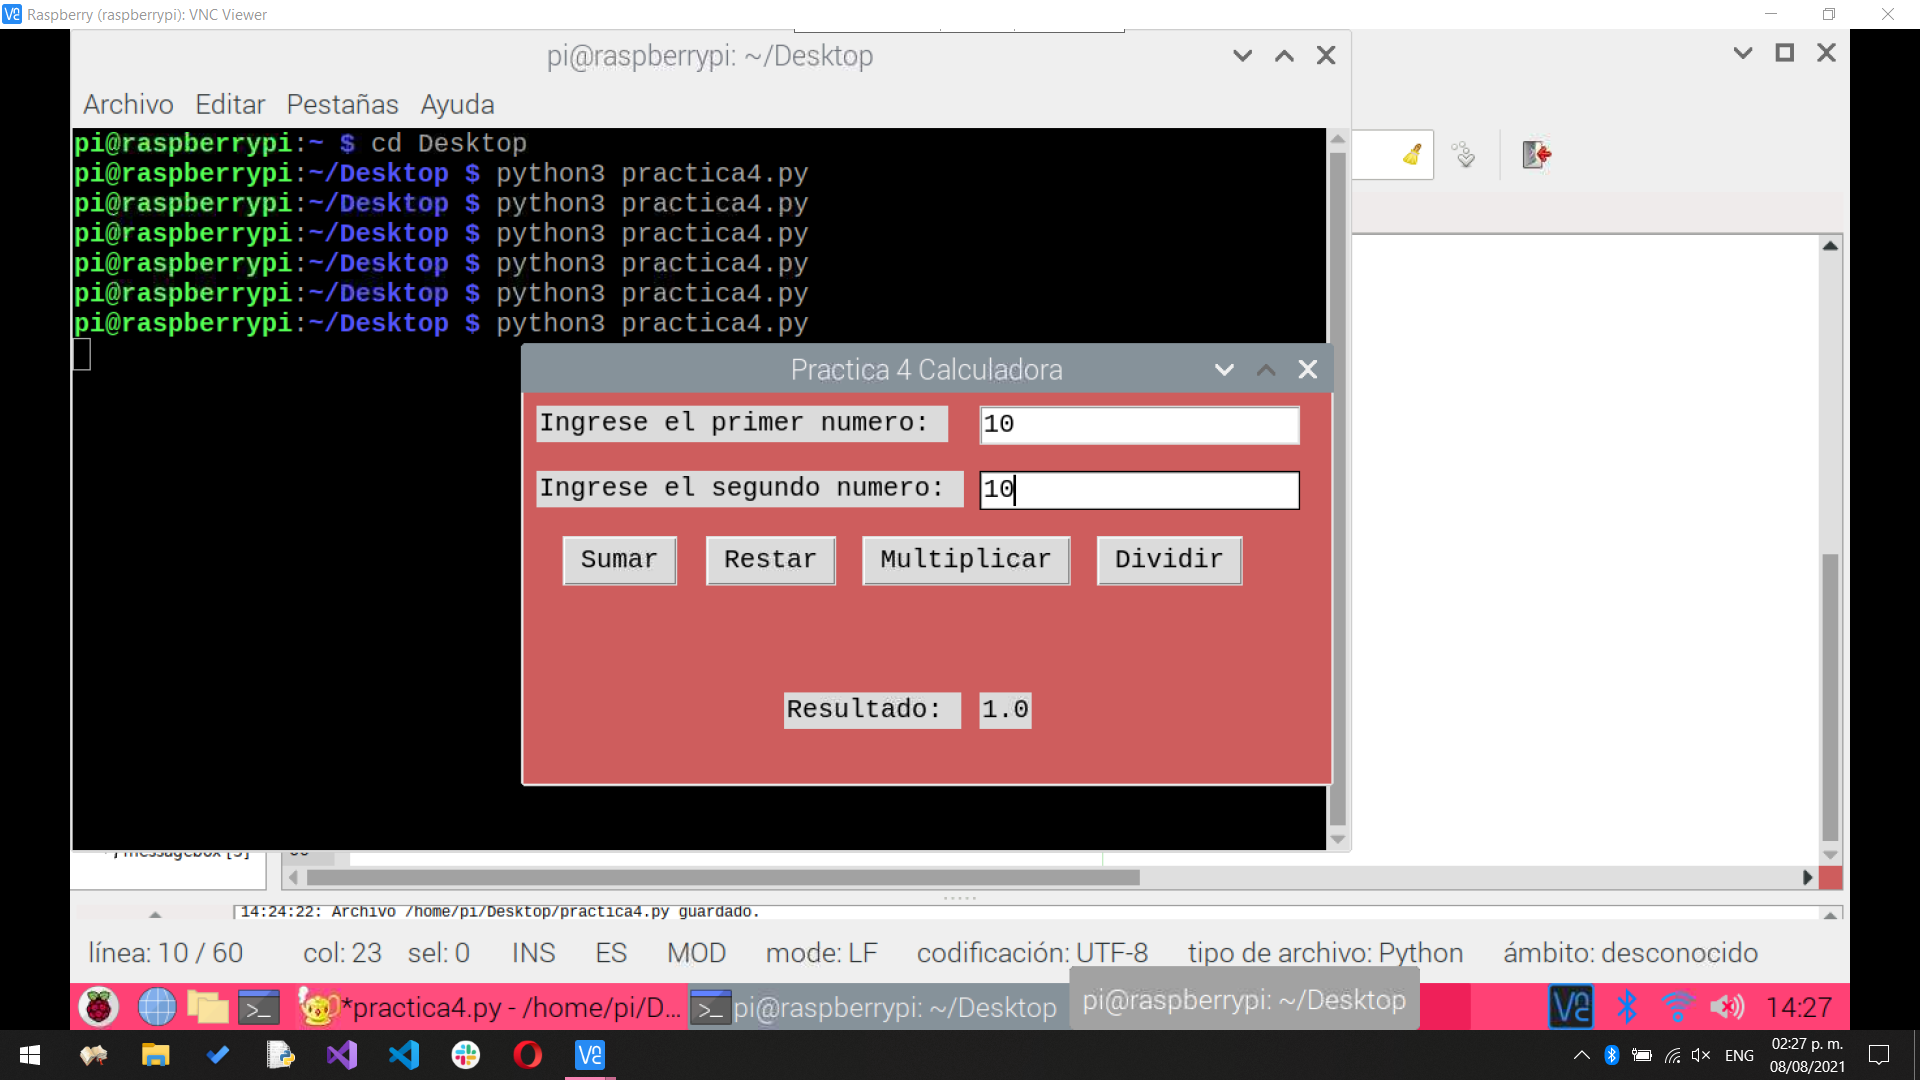 Raspberry (raspberrypi): VNC Viewer
pi@raspberrypi: ~/Desktop
Archivo Editar Pestañas Ayuda
pi@raspberrypi:~ $ cd Desktop
pi@raspberrypi:~/Desktop $ python3 practica4.py
pi@raspberrypi:~/Desktop $ python3 practica4.py
pi@raspberrypi:~/Desktop $ python3 practica4.py
pi@raspberrypi:~/Desktop $ python3 practica4.py
pi@raspberrypi:~/Desktop $ python3 practica4.py
pi@raspberrypi:~/Desktop $ python3 practica4.py
Practica 4 Calculadora
Ingrese el primer numero: 10
Ingrese el segundo numero: 10
Sumar Restar Multiplicar Dividir
Resultado: 1.0
14:24:22: Archivo /home/pi/Desktop/practica4.py guardado.
línea: 10 / 60 col: 23 sel: 0 INS ES MOD mode: LF codificación: UTF-8 tipo de archivo: Python ámbito: desconocido
*practica4.py - /home/pi/D... pi@raspberrypi: ~/Desktop pi@raspberrypi: ~/Desktop 14:27
ENG 02:27 p. m.
08/08/2021